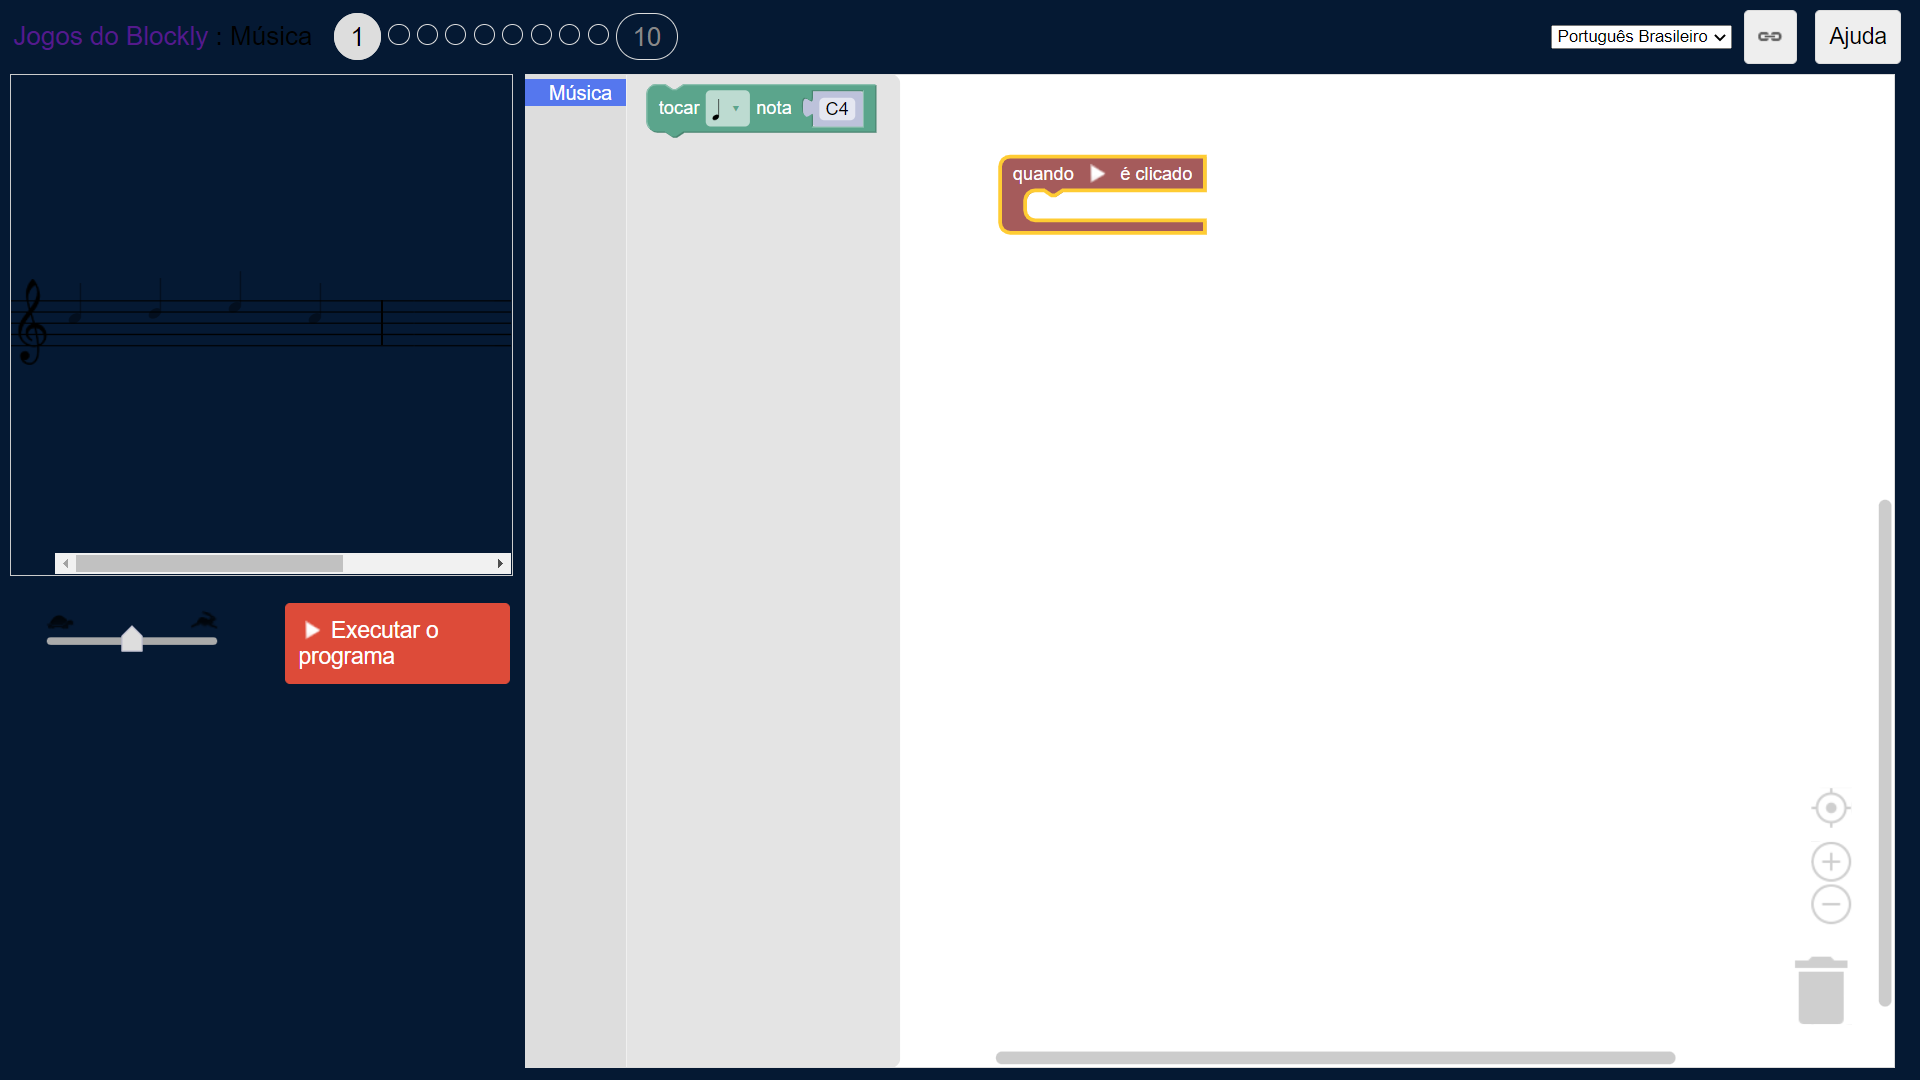 Jogos do Blockly : Música 1 10 Português Brasileiro Ajuda
Música
tocar nota C4
quando é clicado
Executar o
programa